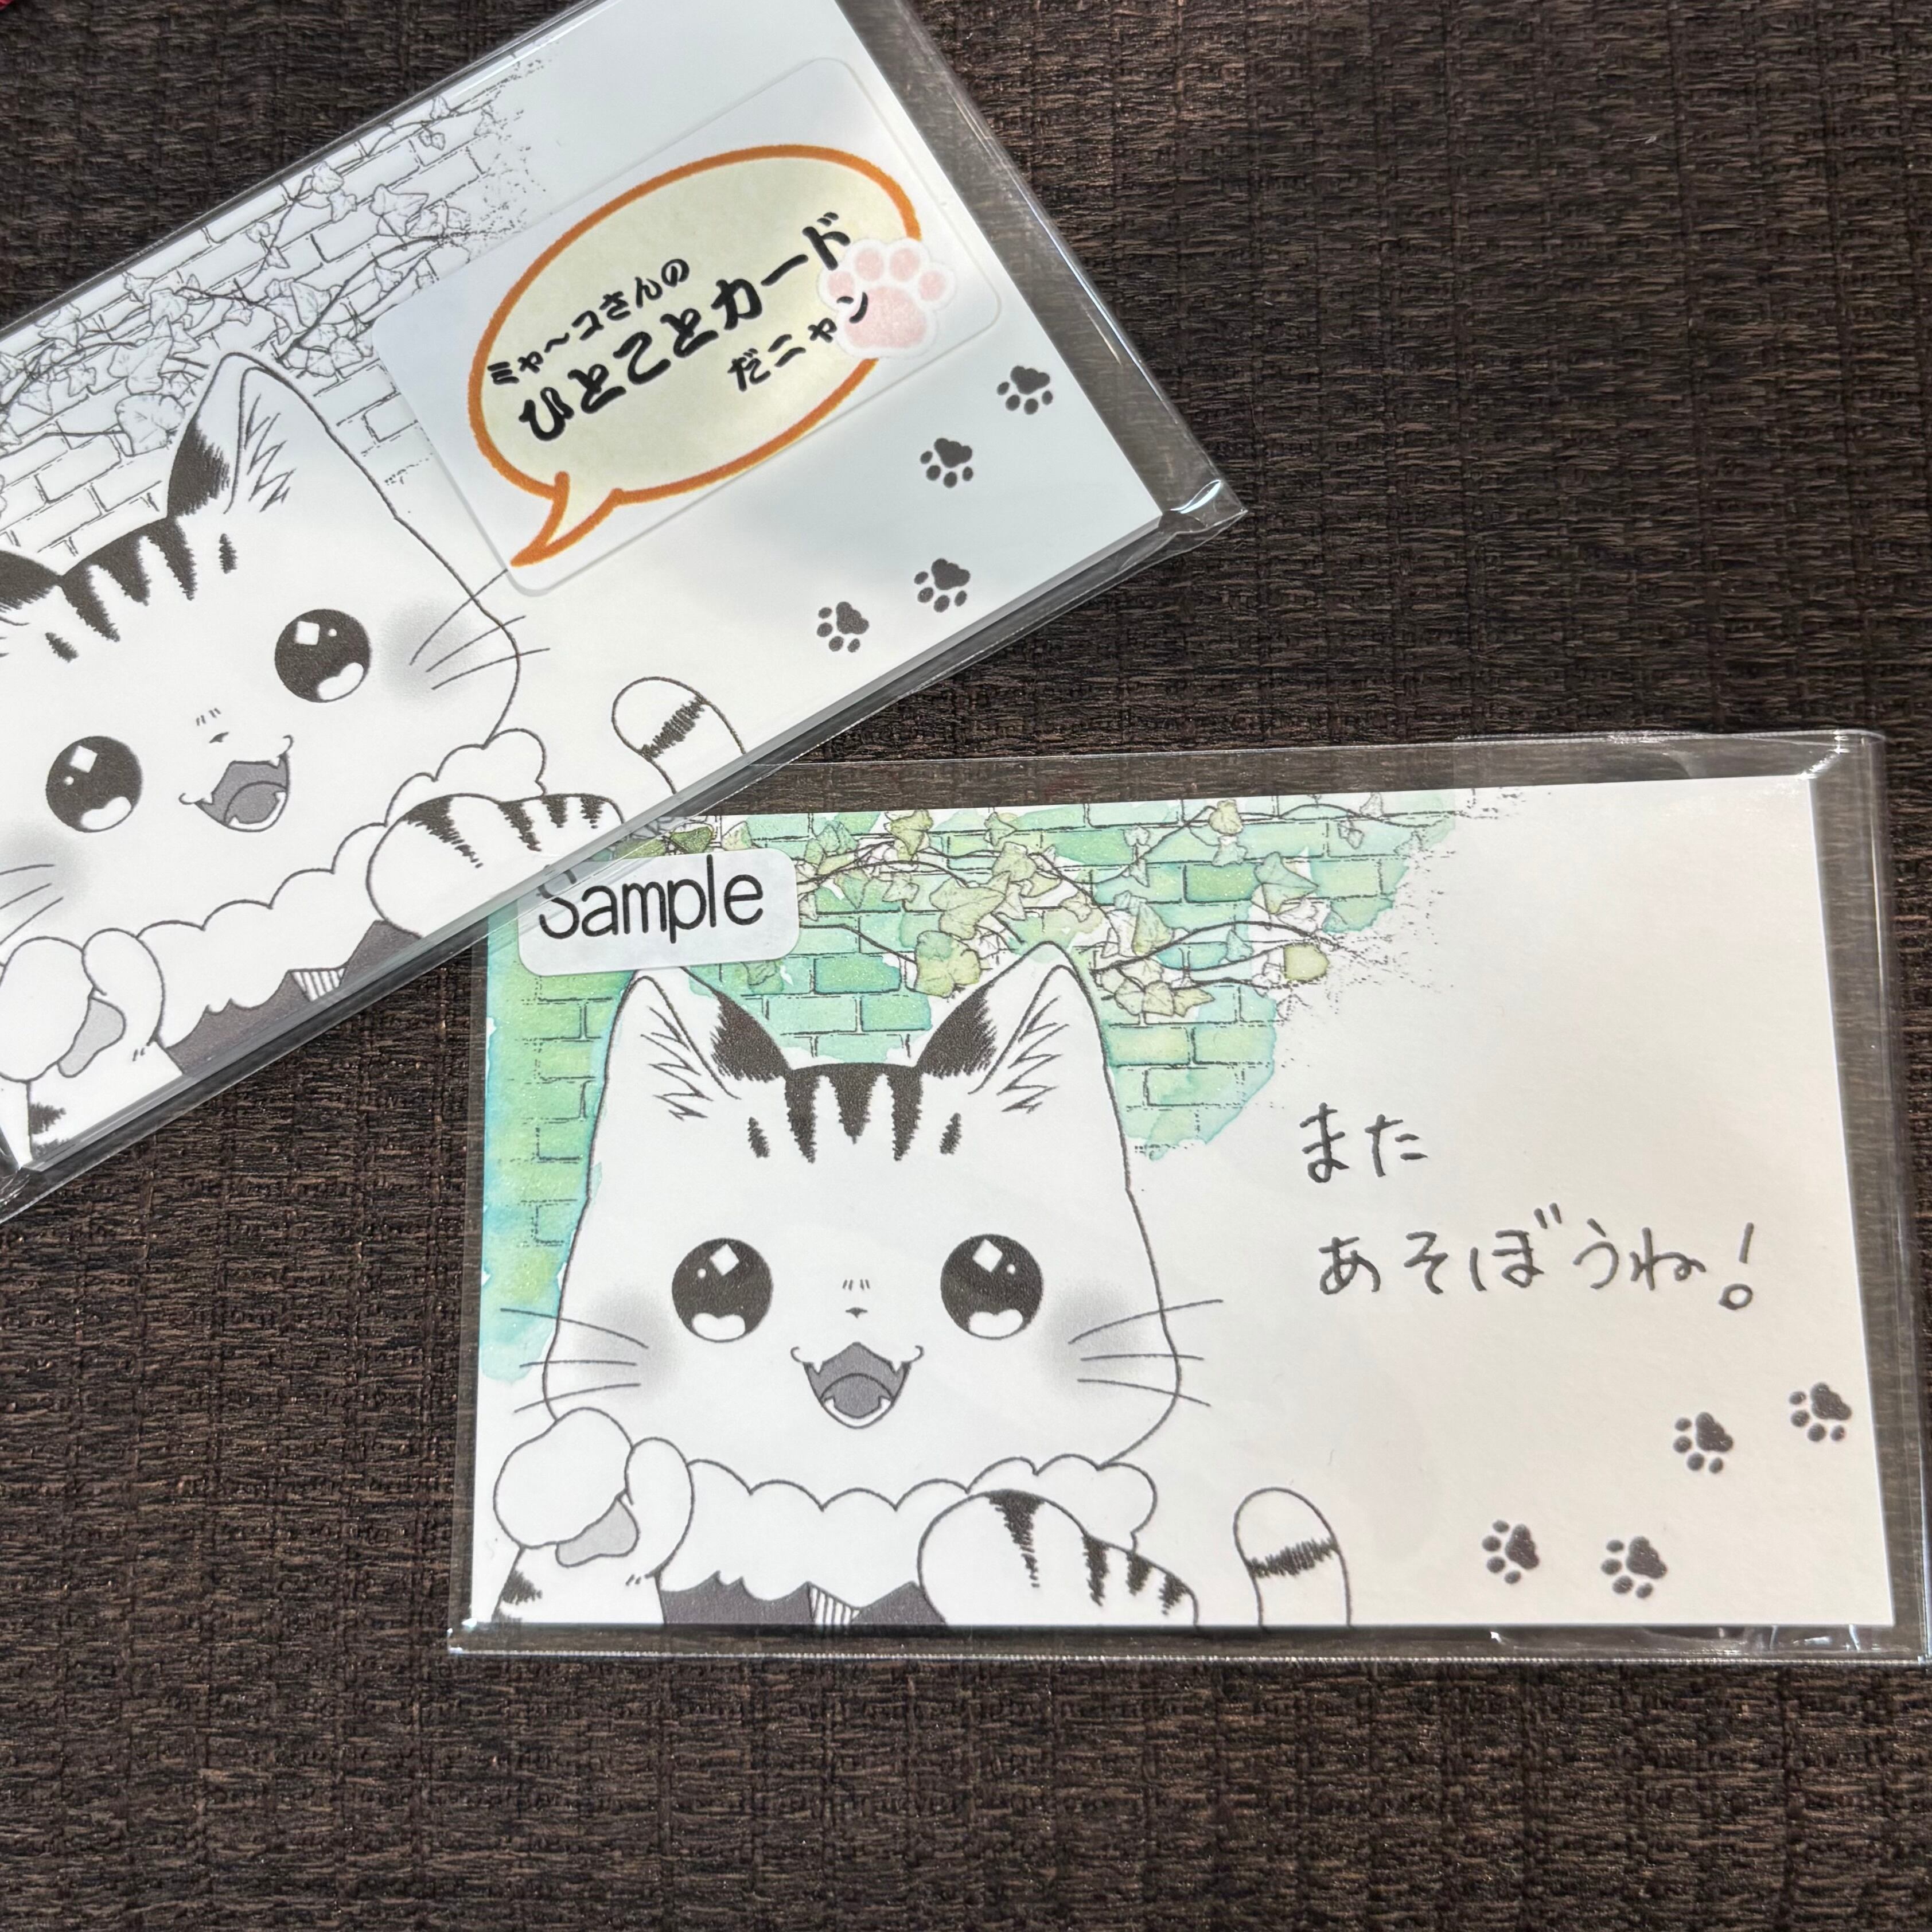 ミャ～コさんの
ひとことカード
だニャン
Sample
また
あそぼうね！